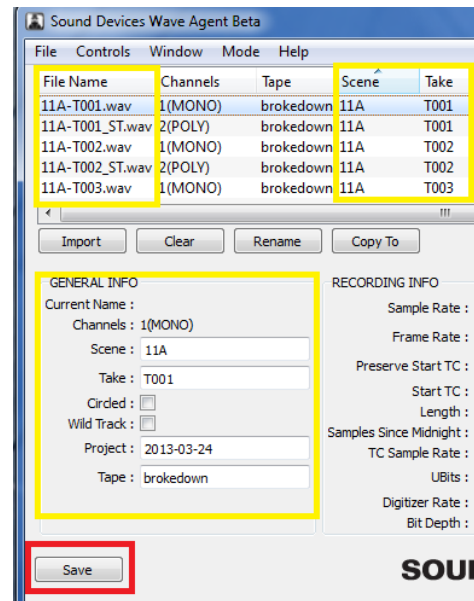 Sound Devices Wave Agent Beta
File Controls Window Mode Help
File Name Channels Tape Scene Take
11A-T001.wav 1(MONO) brokedown 11A T001
11A-T001_ST.wav 2(POLY) brokedown 11A T001
11A-T002.wav 1(MONO) brokedown 11A T002
11A-T002_ST.wav 2(POLY) brokedown 11A T002
11A-T003.wav 1(MONO) brokedown 11A T003
Import Clear Rename Copy To
GENERAL INFO
Current Name :
Channels : 1(MONO)
Scene : 11A
Take : T001
Circled :
Wild Track :
Project : 2013-03-24
Tape : brokedown
RECORDING INFO
Sample Rate :
Frame Rate :
Preserve Start TC :
Start TC :
Length :
Samples Since Midnight :
TC Sample Rate :
UBits :
Digitizer Rate :
Bit Depth :
Save